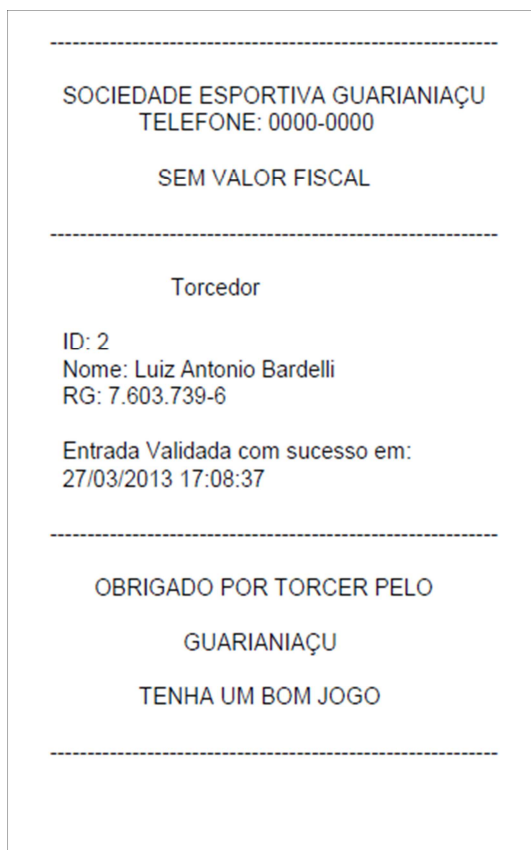 ------------------------------------------------------------
SOCIEDADE ESPORTIVA GUARIANIAÇU
TELEFONE: 0000-0000
SEM VALOR FISCAL
------------------------------------------------------------
Torcedor
ID: 2
Nome: Luiz Antonio Bardelli
RG: 7.603.739-6
Entrada Validada com sucesso em:
27/03/2013 17:08:37
------------------------------------------------------------
OBRIGADO POR TORCER PELO
GUARIANIAÇU
TENHA UM BOM JOGO
------------------------------------------------------------